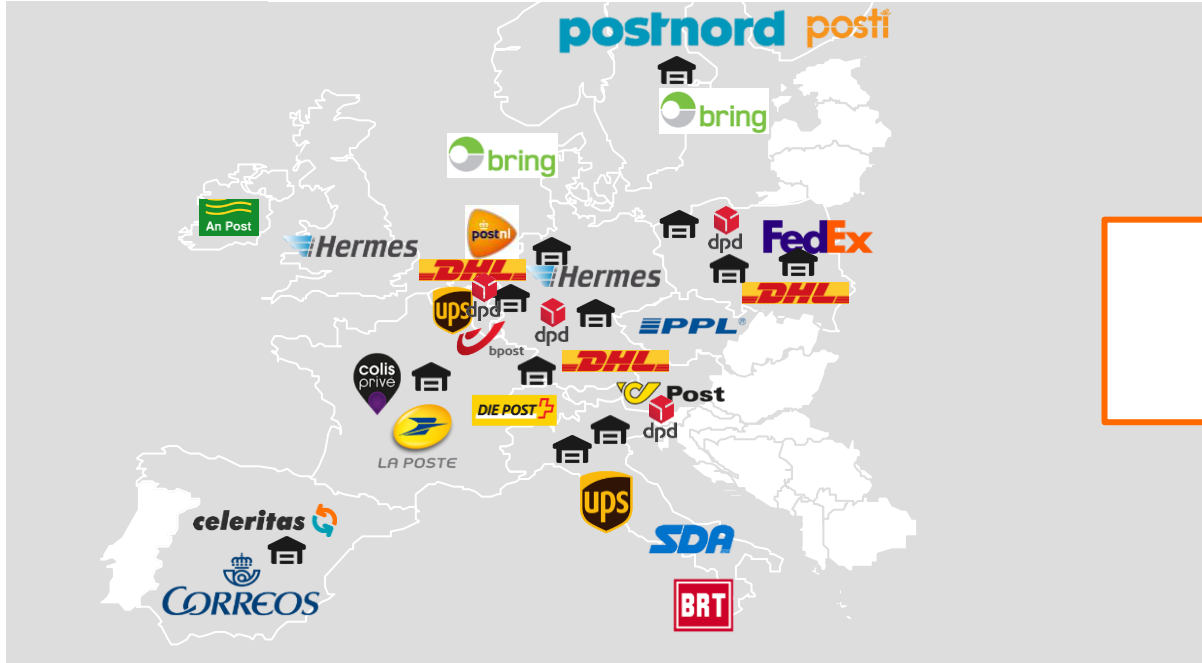 postnord
posti
bring
bring
An Post
Hermes
postnl
dpd
FedEx
DHL
Hermes
DHL
ups
dpd
dpd
PPL®
bpost
DHL
colis
privé
DIE POST
Post
dpd
LA POSTE
ups
celeritas
SDA
CORREOS
BRT